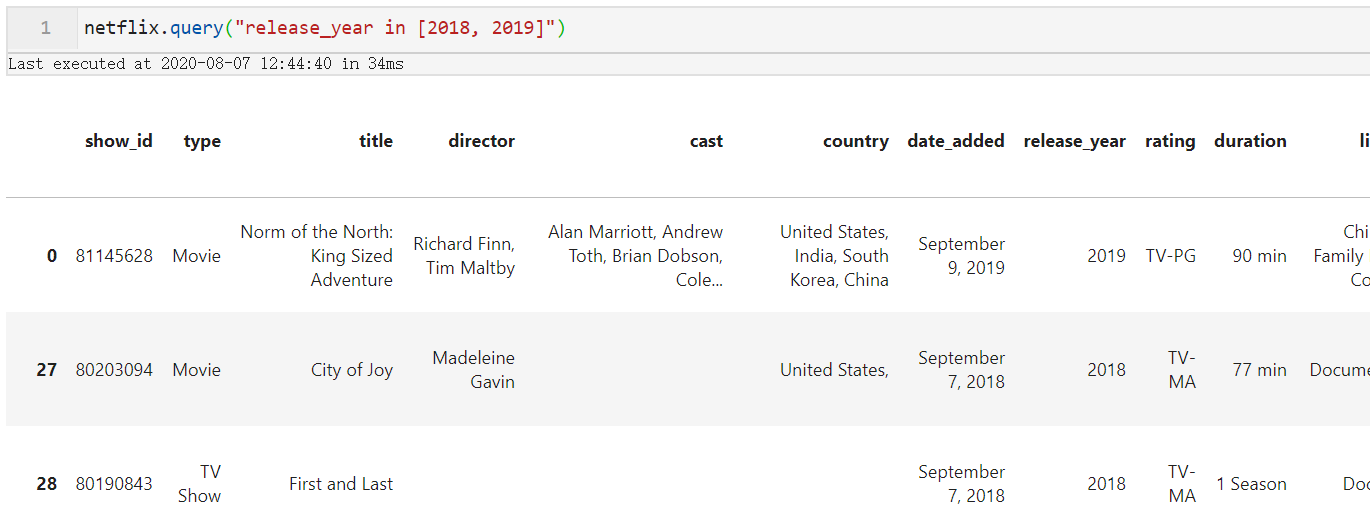 1 netflix.query("release_year in [2018, 2019]")
Last executed at 2020-08-07 12:44:40 in 34ms
show_id type title director cast country date_added release_year rating duration
Norm of the North: Alan Marriott, Andrew United States,
Richard Finn, September
0 81145628 Movie King Sized Toth, Brian Dobson, India, South 2019 TV-PG 90 min Family
Tim Maltby 9, 2019
Adventure Cole... Korea, China
Madeleine September TV-
27 80203094 Movie City of Joy United States, 2018 77 min
Gavin 7, 2018 MA
TV September TV-
28 80190843 First and Last 2018 1 Season
Show 7, 2018 MA